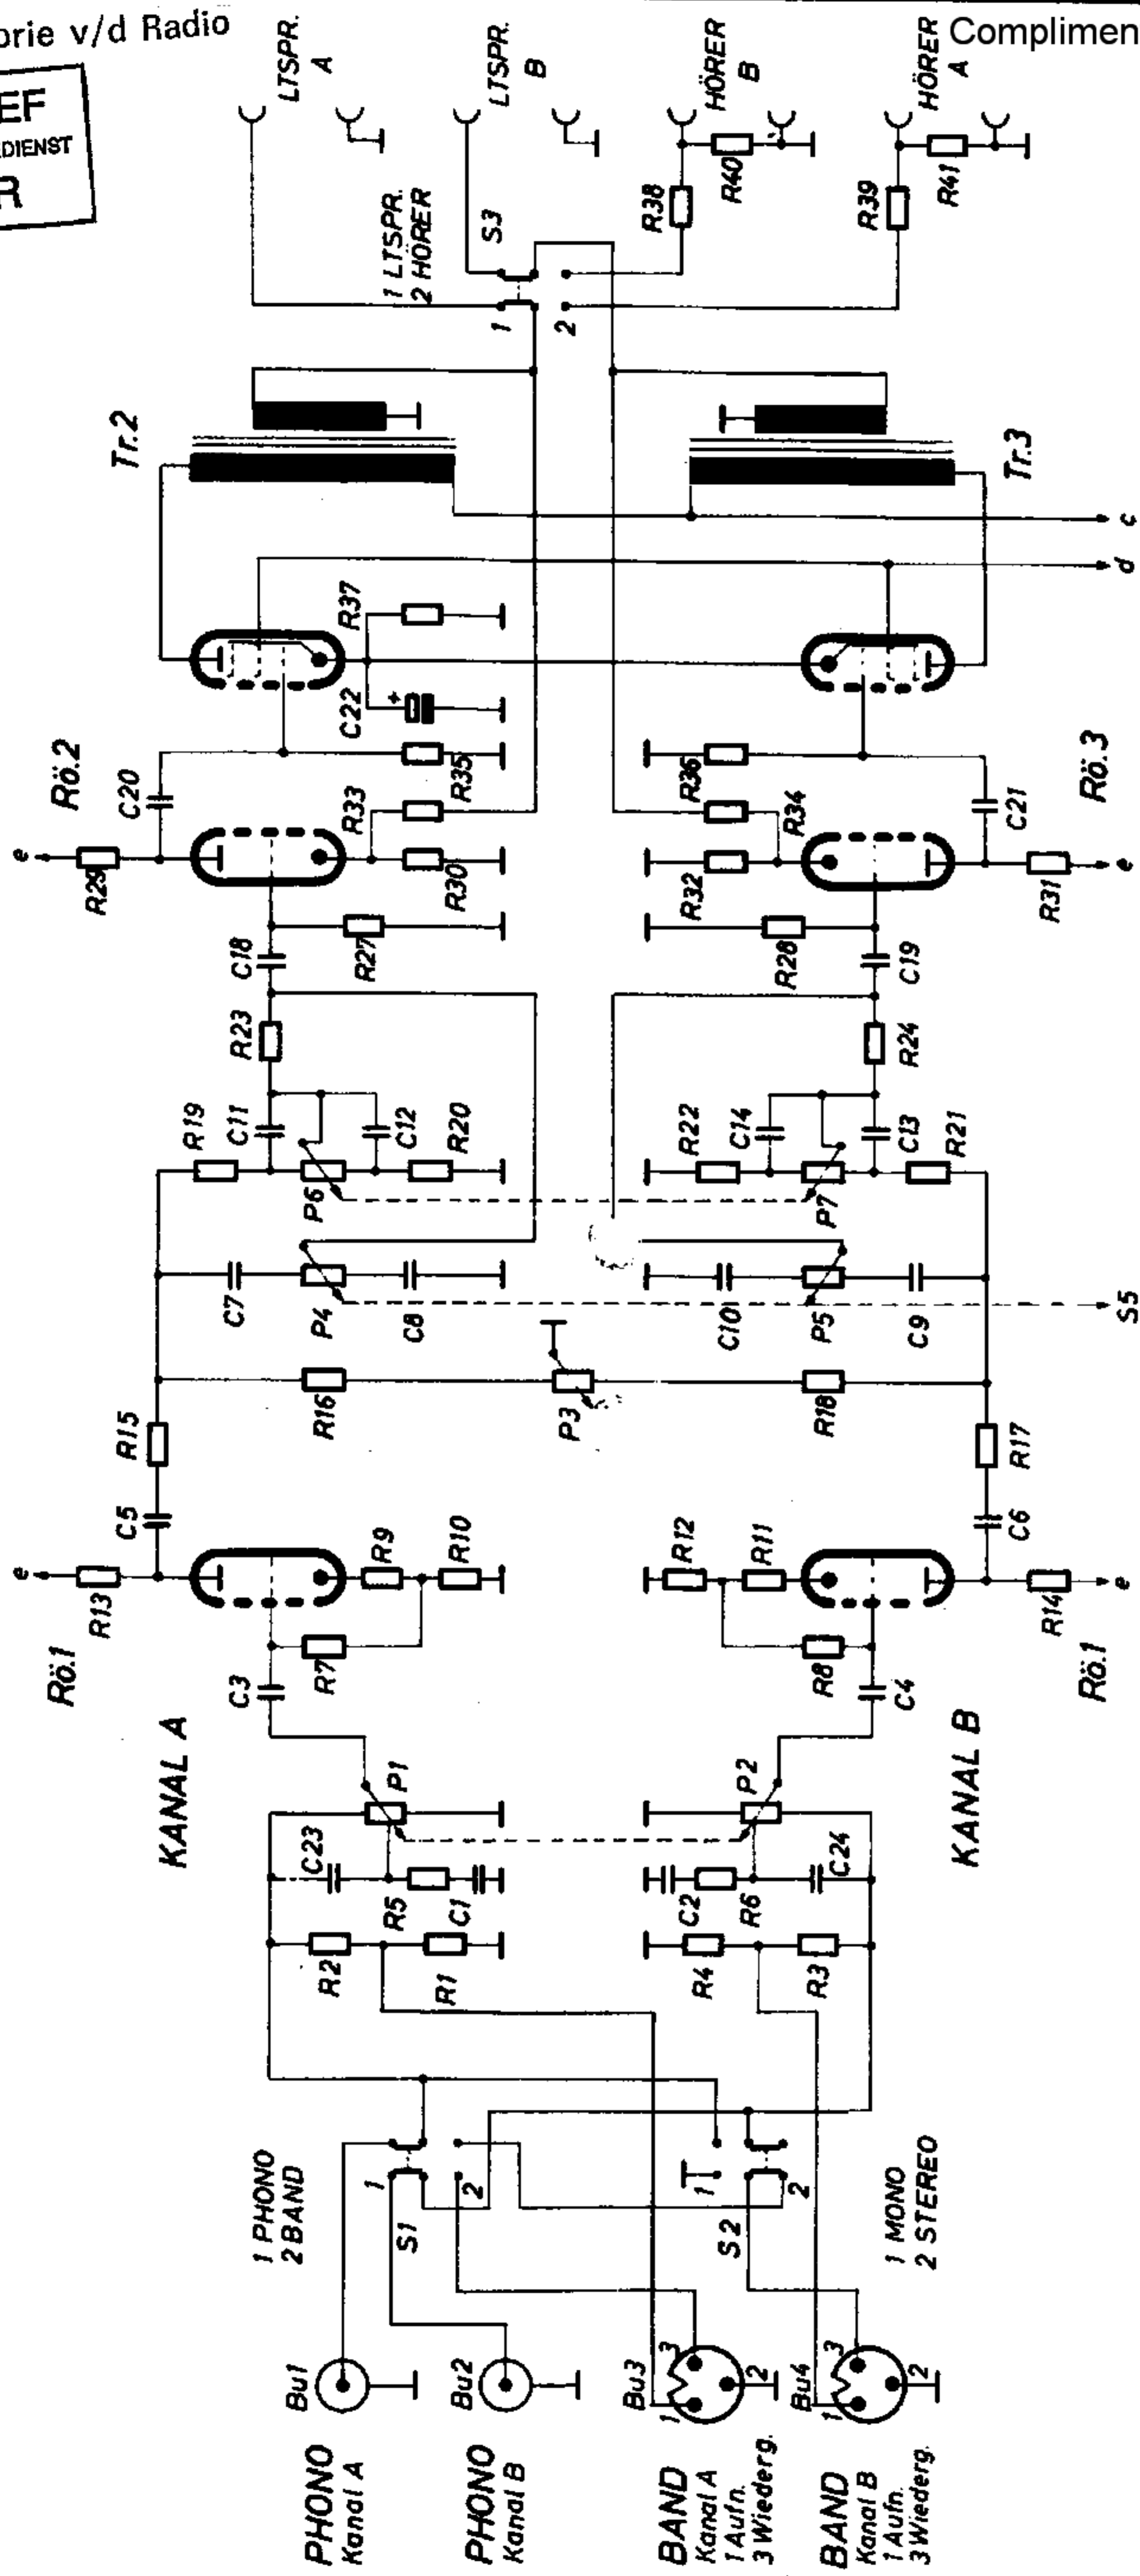 orie v/d Radio
Complimen
EF
DIENST
R
LTSPR.
A
LTSPR.
B
HÖRER
B
HÖRER
A
1 LTSPR.
2 HÖRER
S3
1
2
R38
R40
R39
R41
Tr.2
Tr.3
c
d
R37
C22
+
Rö.2
C20
R35
R33
R36
R34
C21
Rö.3
e
R29
R30
R32
R31
e
C18
R27
R28
C19
R23
R24
R19
C11
C12
R20
R22
C14
C13
R21
P6
P7
C7
P4
C8
C10
P5
C9
S5
R16
P3
R18
R15
R17
C5
C6
e
R13
R9
R10
R12
R11
R14
e
Rö.1
Rö.1
C3
R7
R8
C4
KANAL A
KANAL B
P1
P2
C23
R5
C1
C2
R6
C24
R2
R1
R4
R3
1 PHONO
2 BAND
1
2
S1
1
2
S2
1 MONO
2 STEREO
Bu1
Bu2
Bu3
1
3
2
Bu4
1
3
2
PHONO
Kanal A
PHONO
Kanal B
BAND
Kanal A
1 Aufn.
3 Wiederg.
BAND
Kanal B
1 Aufn.
3 Wiederg.